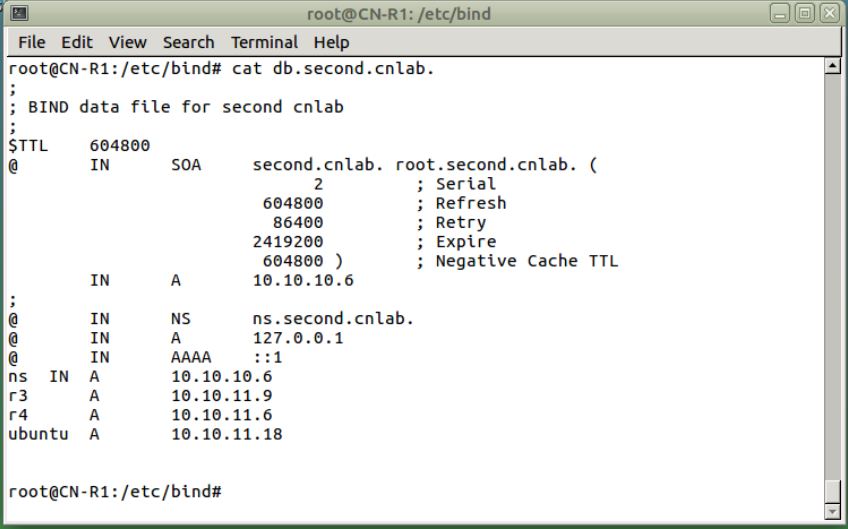 root@CN-R1: /etc/bind
File Edit View Search Terminal Help
root@CN-R1:/etc/bind# cat db.second.cnlab.
;
; BIND data file for second cnlab
;
$TTL    604800
@       IN      SOA     second.cnlab. root.second.cnlab. (
                              2         ; Serial
                         604800         ; Refresh
                          86400         ; Retry
                        2419200         ; Expire
                         604800 )       ; Negative Cache TTL
        IN      A       10.10.10.6
;
@       IN      NS      ns.second.cnlab.
@       IN      A       127.0.0.1
@       IN      AAAA    ::1
ns  IN  A       10.10.10.6
r3      A       10.10.11.9
r4      A       10.10.11.6
ubuntu  A       10.10.11.18
root@CN-R1:/etc/bind#